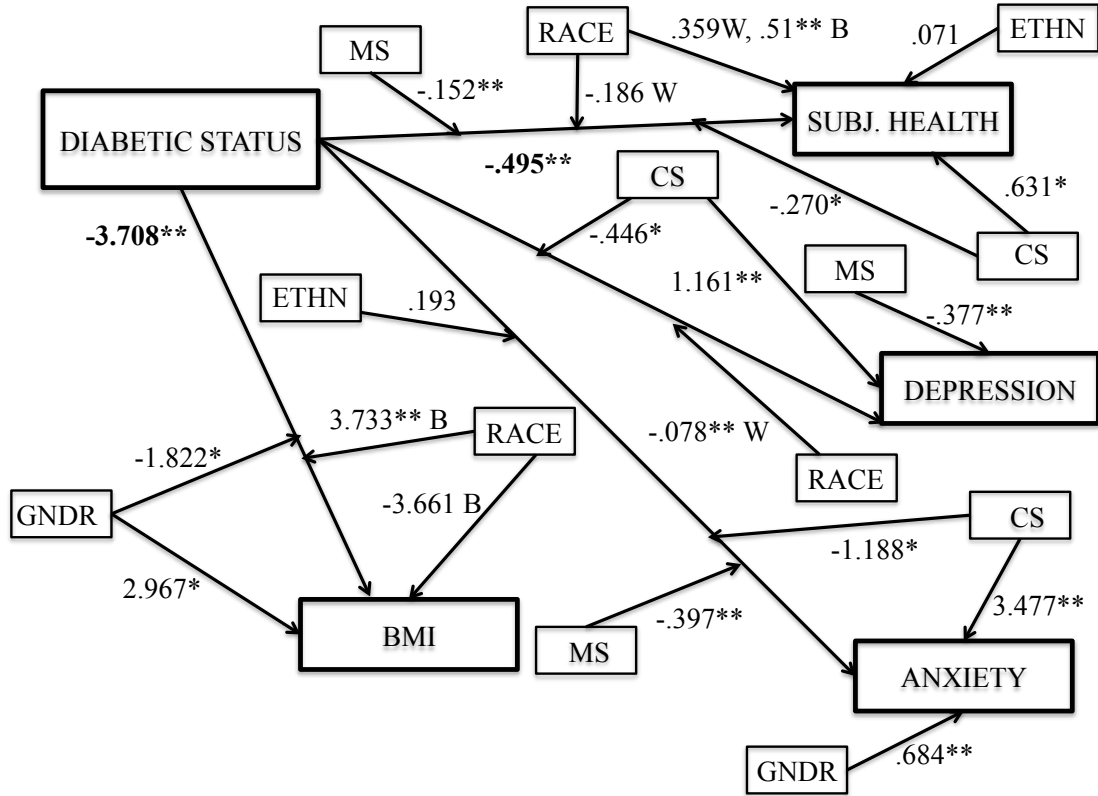 RACE
.359W, .51** B
ETHN
MS
.071
-.152**
-.186 W
DIABETIC STATUS
SUBJ. HEALTH
-.495**
CS
.631*
-.270*
-3.708**
-.446*
CS
MS
1.161**
ETHN
.193
-.377**
DEPRESSION
3.733** B
RACE
-.078** W
-1.822*
RACE
GNDR
-3.661 B
CS
-1.188*
2.967*
3.477**
BMI
-.397**
MS
ANXIETY
.684**
GNDR